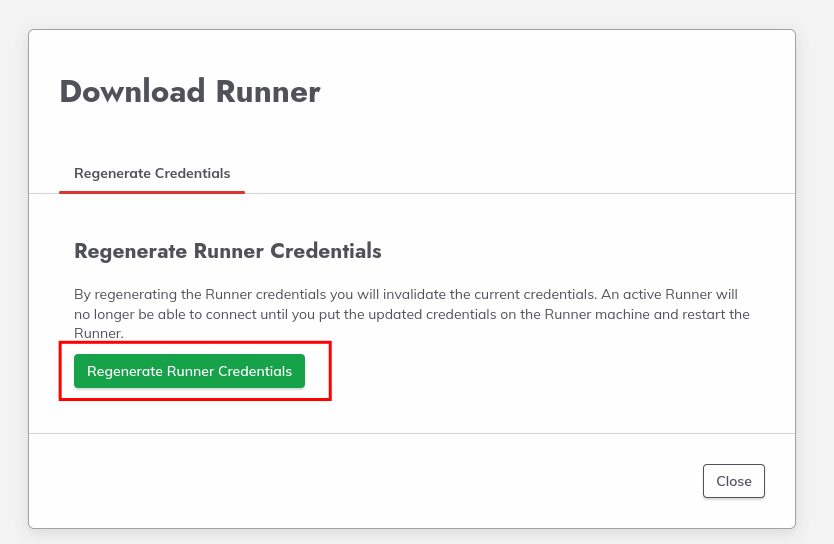 Download Runner
Regenerate Credentials
Regenerate Runner Credentials
By regenerating the Runner credentials you will invalidate the current credentials. An active Runner will
no longer be able to connect until you put the updated credentials on the Runner machine and restart the
Runner.
Regenerate Runner Credentials
Close